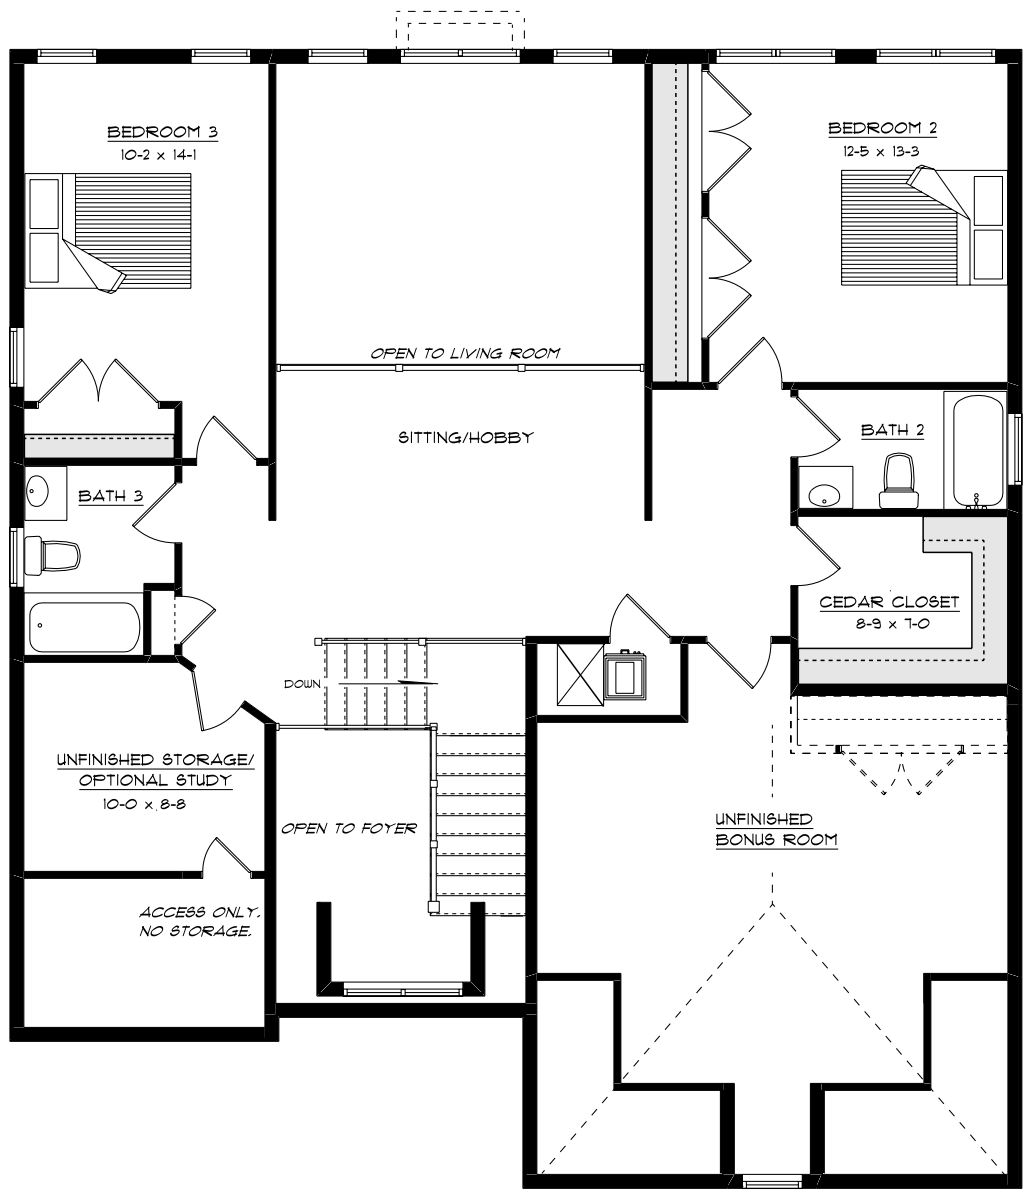 BEDROOM 3
10-2 x 14-1
BEDROOM 2
12-5 x 13-3
OPEN TO LIVING ROOM
SITTING/HOBBY
BATH 2
BATH 3
CEDAR CLOSET
8-9 x 7-0
DOWN
UNFINISHED STORAGE/
OPTIONAL STUDY
10-0 x 8-8
OPEN TO FOYER
UNFINISHED
BONUS ROOM
ACCESS ONLY.
NO STORAGE.